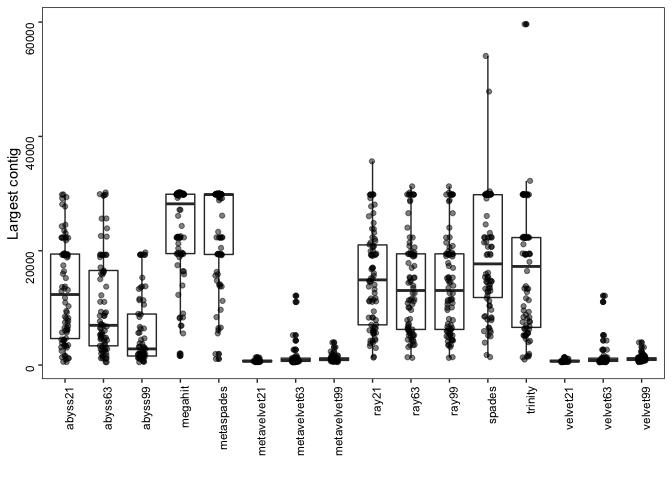 Largest contig
60000
40000
20000
0
abyss21
abyss63
abyss99
megahit
metaspades
metavelvet21
metavelvet63
metavelvet99
ray21
ray63
ray99
spades
trinity
velvet21
velvet63
velvet99